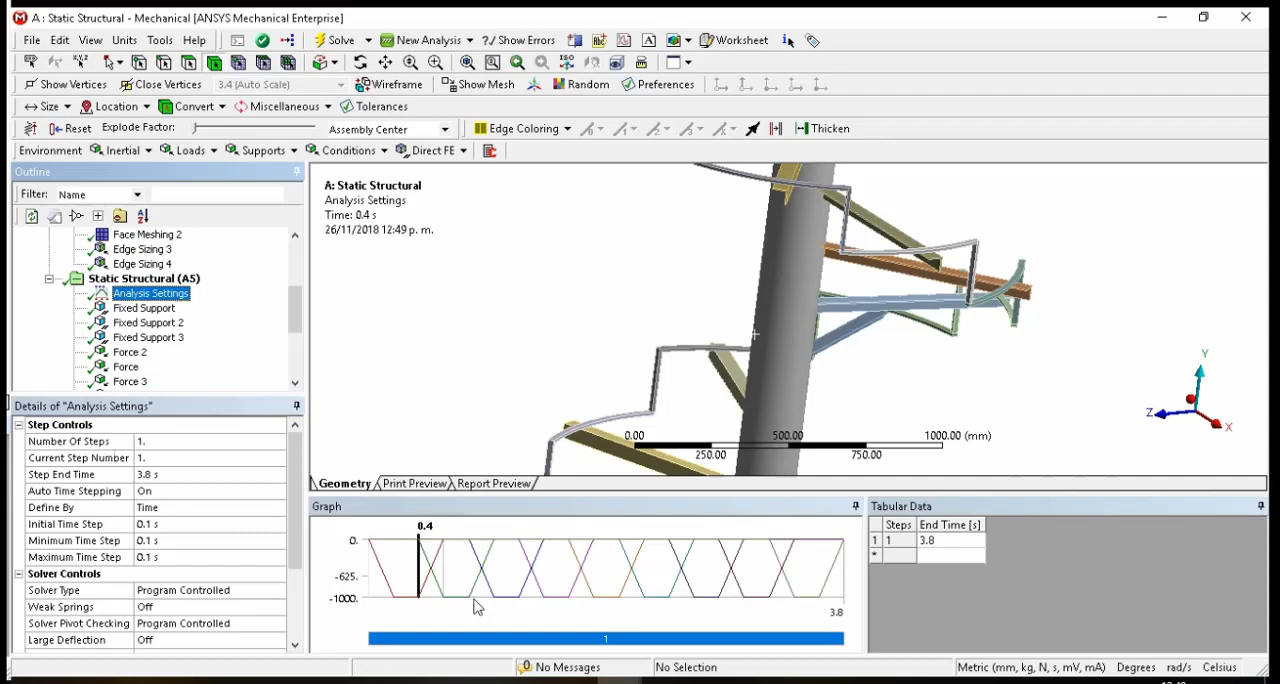 A : Static Structural - Mechanical [ANSYS Mechanical Enterprise]
File Edit View Units Tools Help Solve New Analysis ?/ Show Errors Worksheet
Show Vertices Close Vertices 3.4 (Auto Scale) Wireframe Show Mesh Random Preferences
Size Location Convert Miscellaneous Tolerances
Reset Explode Factor: Assembly Center Edge Coloring Thicken
Environment Inertial Loads Supports Conditions Direct FE
Outline
Filter: Name
Face Meshing 2
Edge Sizing 3
Edge Sizing 4
Static Structural (A5)
Analysis Settings
Fixed Support
Fixed Support 2
Fixed Support 3
Force 2
Force
Force 3
Details of "Analysis Settings"
Step Controls
Number Of Steps 1.
Current Step Number 1.
Step End Time 3.8 s
Auto Time Stepping On
Define By Time
Initial Time Step 0.1 s
Minimum Time Step 0.1 s
Maximum Time Step 0.1 s
Solver Controls
Solver Type Program Controlled
Weak Springs Off
Solver Pivot Checking Program Controlled
Large Deflection Off
A: Static Structural
Analysis Settings
Time: 0.4 s
26/11/2018 12:49 p. m.
Y
Z
X
0.00 500.00 1000.00 (mm)
250.00 750.00
Geometry Print Preview Report Preview
Graph
0.4
0.
-625.
-1000.
3.8
1
Tabular Data
Steps End Time [s]
1 1 3.8
*
0 No Messages No Selection Metric (mm, kg, N, s, mV, mA) Degrees rad/s Celsius